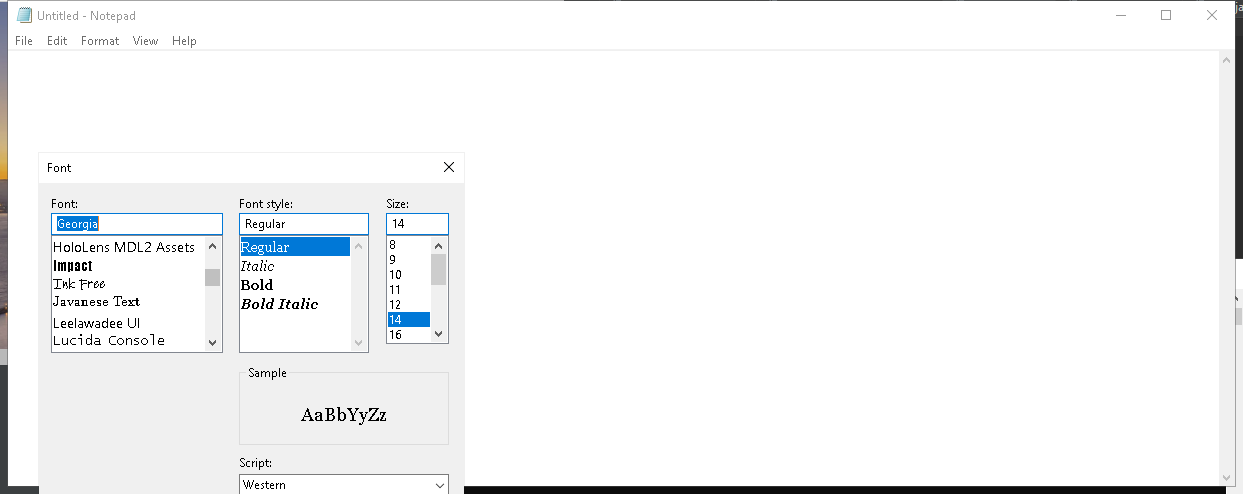 Untitled - Notepad
File Edit Format View Help
Font
Font: Font style: Size:
Georgia Regular 14
HoloLens MDL2 Assets
Impact
Ink Free
Javanese Text
Leelawadee UI
Lucida Console
Regular
Italic
Bold
Bold Italic
8
9
10
11
12
14
16
Sample
AaBbYyZz
Script:
Western